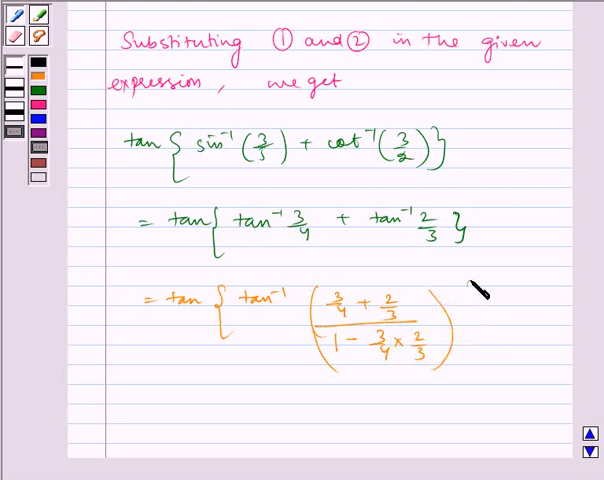 Substituting ① and ② in the given
expression, we get
tan { sin⁻¹ (3/5) + cot⁻¹ (3/2) }
= tan { tan⁻¹ 3/4 + tan⁻¹ 2/3 }
= tan { tan⁻¹ ( (3/4 + 2/3) / (1 - 3/4 × 2/3) )